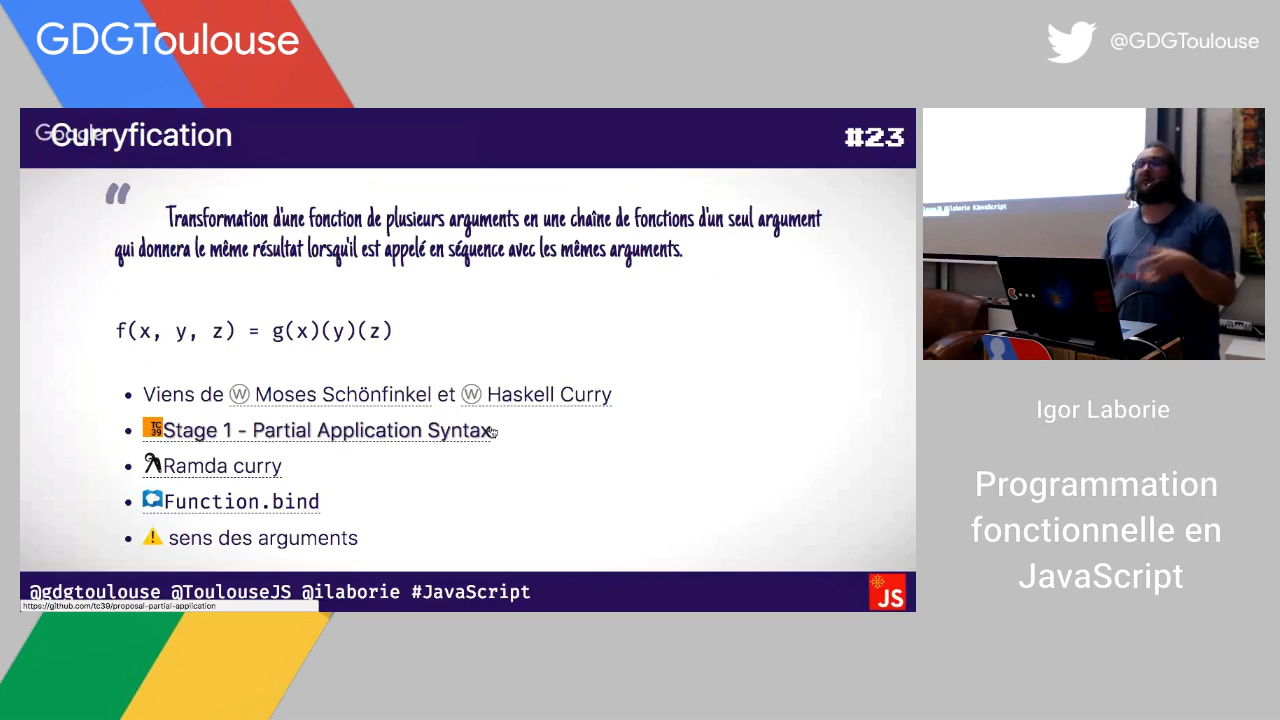 GDGToulouse
@GDGToulouse
Google
Curryfication
#23
“
Transformation d'une fonction de plusieurs arguments en une chaîne de fonctions d'un seul argument
qui donnera le même résultat lorsqu'il est appelé en séquence avec les mêmes arguments.
f(x, y, z) = g(x)(y)(z)
• Viens de W Moses Schönfinkel et W Haskell Curry
• TC39 Stage 1 - Partial Application Syntax
• Ramda curry
• Function.bind
• ⚠ sens des arguments
@gdgtoulouse @ToulouseJS @ilaborie #JavaScript
https://github.com/tc39/proposal-partial-application
JS
Igor Laborie
Programmation
fonctionnelle en
JavaScript